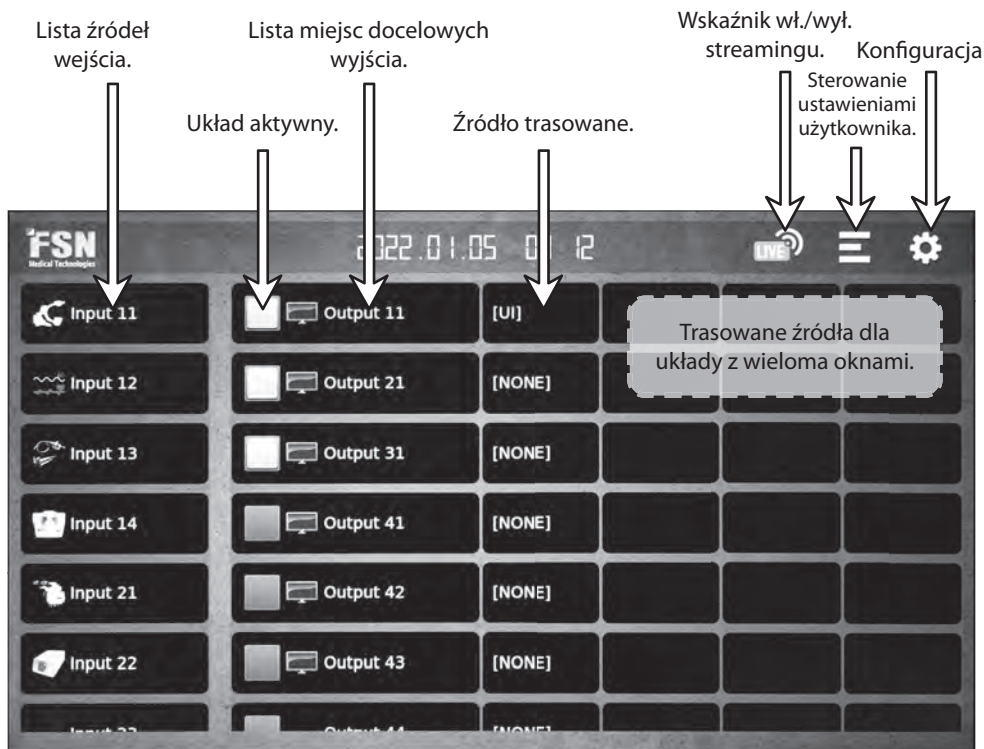 Lista źródeł
wejścia.
Lista miejsc docelowych
wyjścia.
Wskaźnik wł./wył.
streamingu.
Konfiguracja
Sterowanie
ustawieniami
użytkownika.
Układ aktywny.
Źródło trasowane.
FSN
Medical Technologies
2022.01.05 12
LIVE
Input 11
Output 11
[UI]
Trasowane źródła dla
układy z wieloma oknami.
Input 12
Output 21
[NONE]
Input 13
Output 31
[NONE]
Input 14
Output 41
[NONE]
Input 21
Output 42
[NONE]
Input 22
Output 43
[NONE]